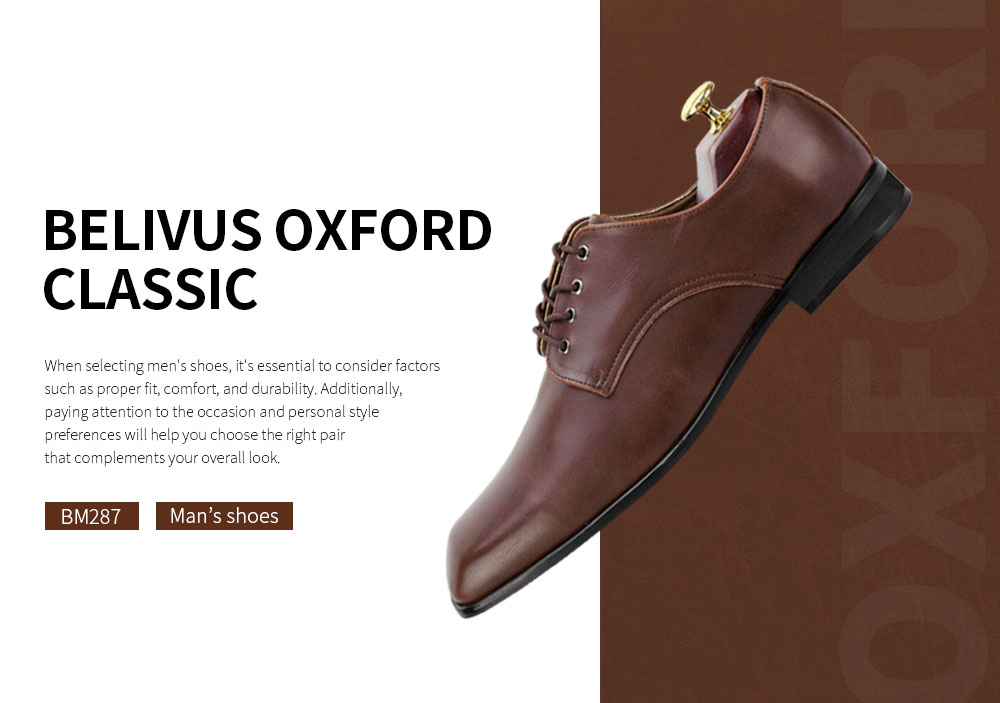 BELIVUS OXFORD
CLASSIC
When selecting men's shoes, it's essential to consider factors
such as proper fit, comfort, and durability. Additionally,
paying attention to the occasion and personal style
preferences will help you choose the right pair
that complements your overall look.
BM287
Man’s shoes
OXFOR